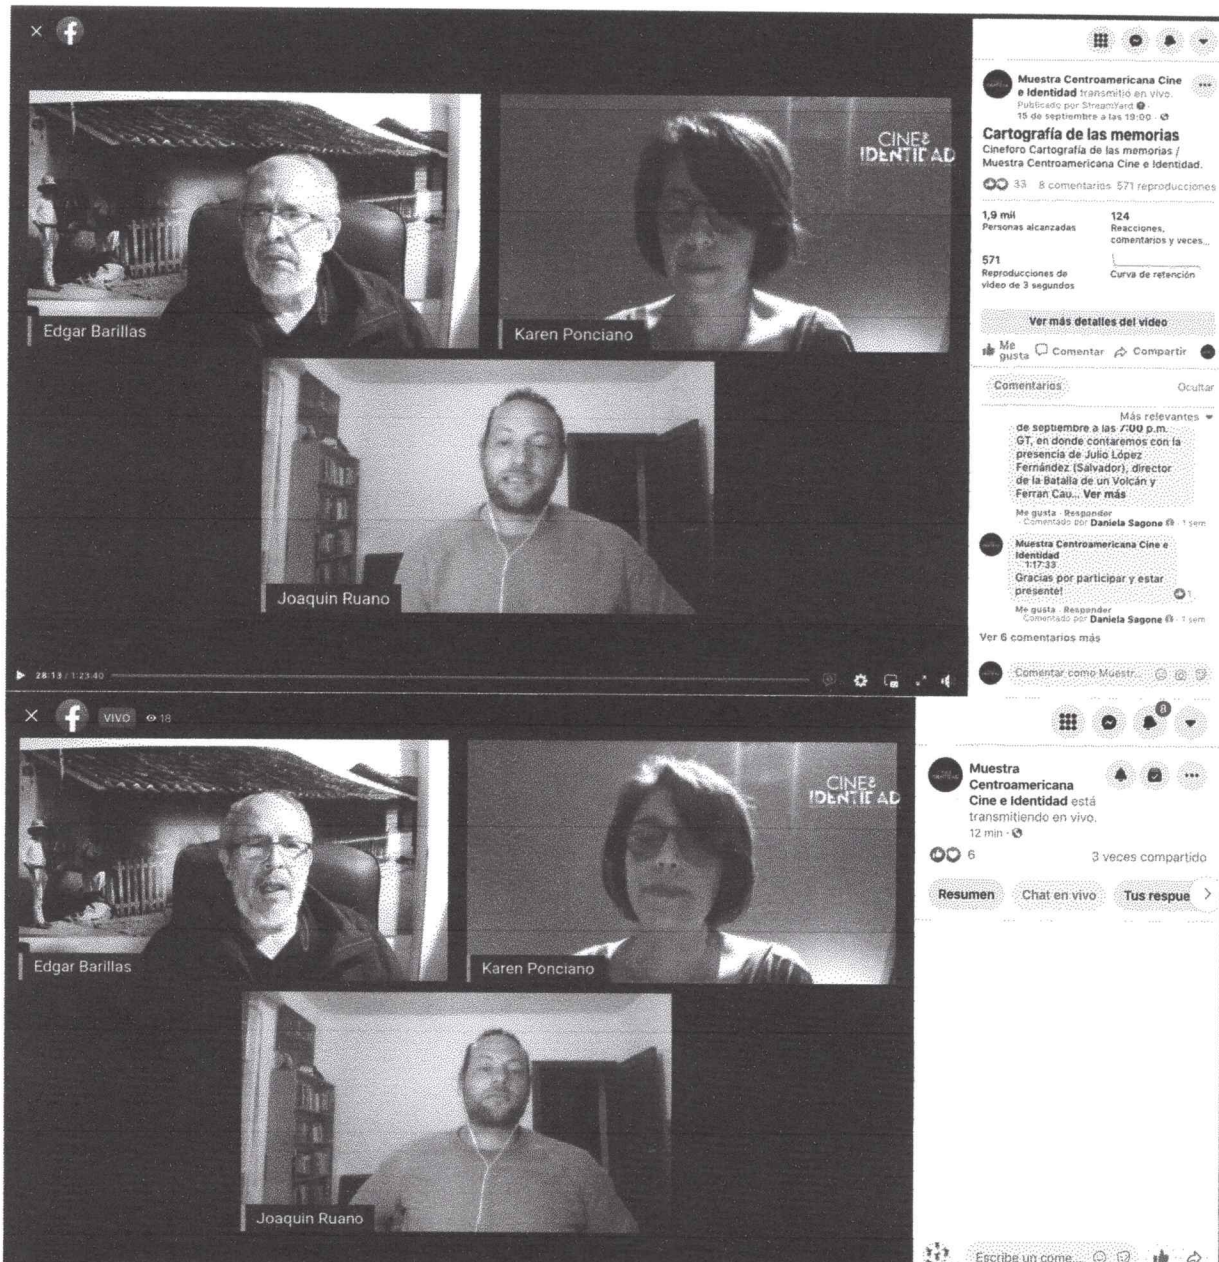 CINE &
IDENTIDAD
Edgar Barillas
Karen Ponciano
Joaquin Ruano
28:13 / 1:23:40
Muestra Centroamericana Cine
e Identidad transmitió en vivo.
Publicado por StreamYard
15 de septiembre a las 19:00
Cartografía de las memorias
Cineforo Cartografía de las memorias /
Muestra Centroamericana Cine e Identidad.
33 8 comentarios 571 reproducciones
1,9 mil
Personas alcanzadas
124
Reacciones,
comentarios y veces...
571
Reproducciones de
video de 3 segundos
Curva de retención
Ver más detalles del video
Me gusta
Comentar
Compartir
Comentarios
Ocultar
Más relevantes
de septiembre a las 7:00 p.m.
GT, en donde contaremos con la
presencia de Julio López
Fernández (Salvador), director
de la Batalla de un Volcán y
Ferran Cau... Ver más
Me gusta · Responder
· Comentado por Daniela Sagone · 1 sem
Muestra Centroamericana Cine e
Identidad
1:17:33
Gracias por participar y estar
presente!
1
Me gusta · Responder
Comentado por Daniela Sagone · 1 sem
Ver 6 comentarios más
Comentar como Muestr...
VIVO 18
CINE &
IDENTIDAD
Edgar Barillas
Karen Ponciano
Joaquin Ruano
8
Muestra
Centroamericana
Cine e Identidad está
transmitiendo en vivo.
12 min
6
3 veces compartido
Resumen
Chat en vivo
Tus respue
Escribe un come...